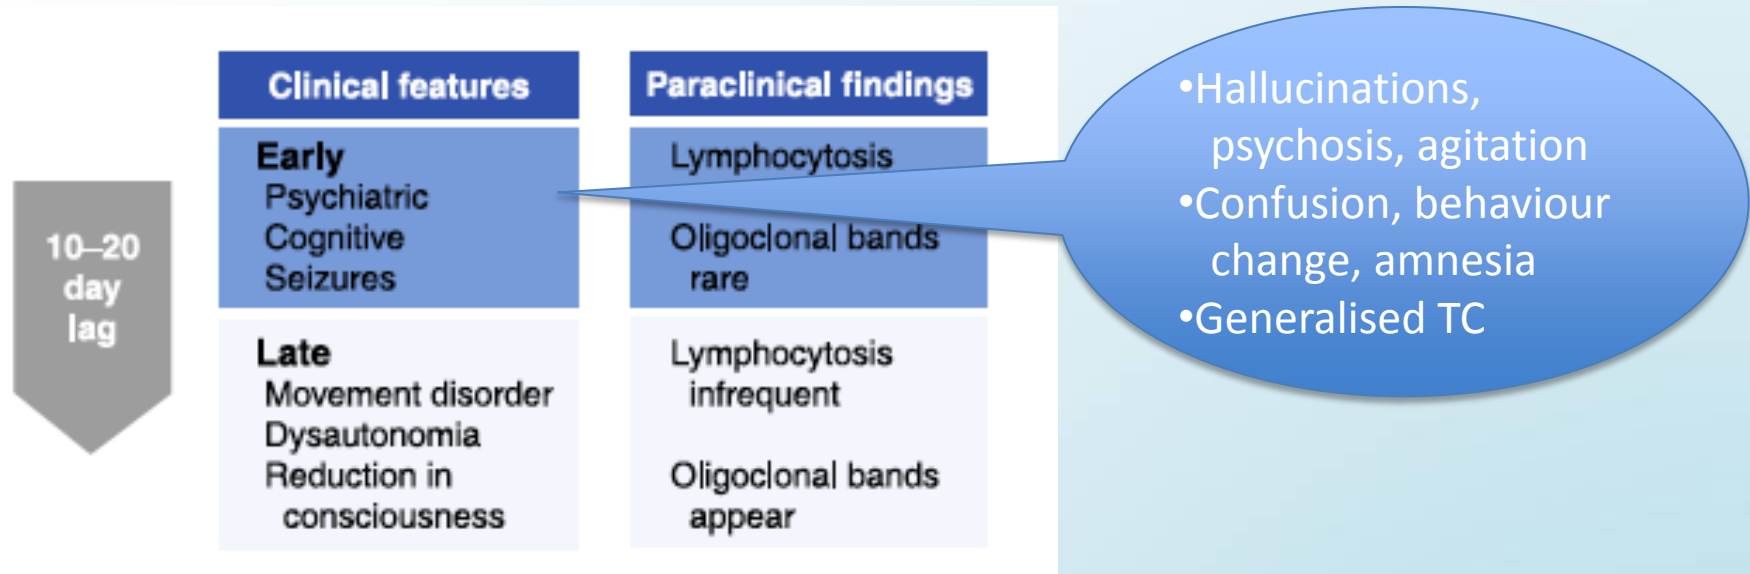 10–20
day
lag
Clinical features
Early
Psychiatric
Cognitive
Seizures
Late
Movement disorder
Dysautonomia
Reduction in
consciousness
Paraclinical findings
Lymphocytosis
Oligoclonal bands
rare
Lymphocytosis
infrequent
Oligoclonal bands
appear
•Hallucinations,
psychosis, agitation
•Confusion, behaviour
change, amnesia
•Generalised TC